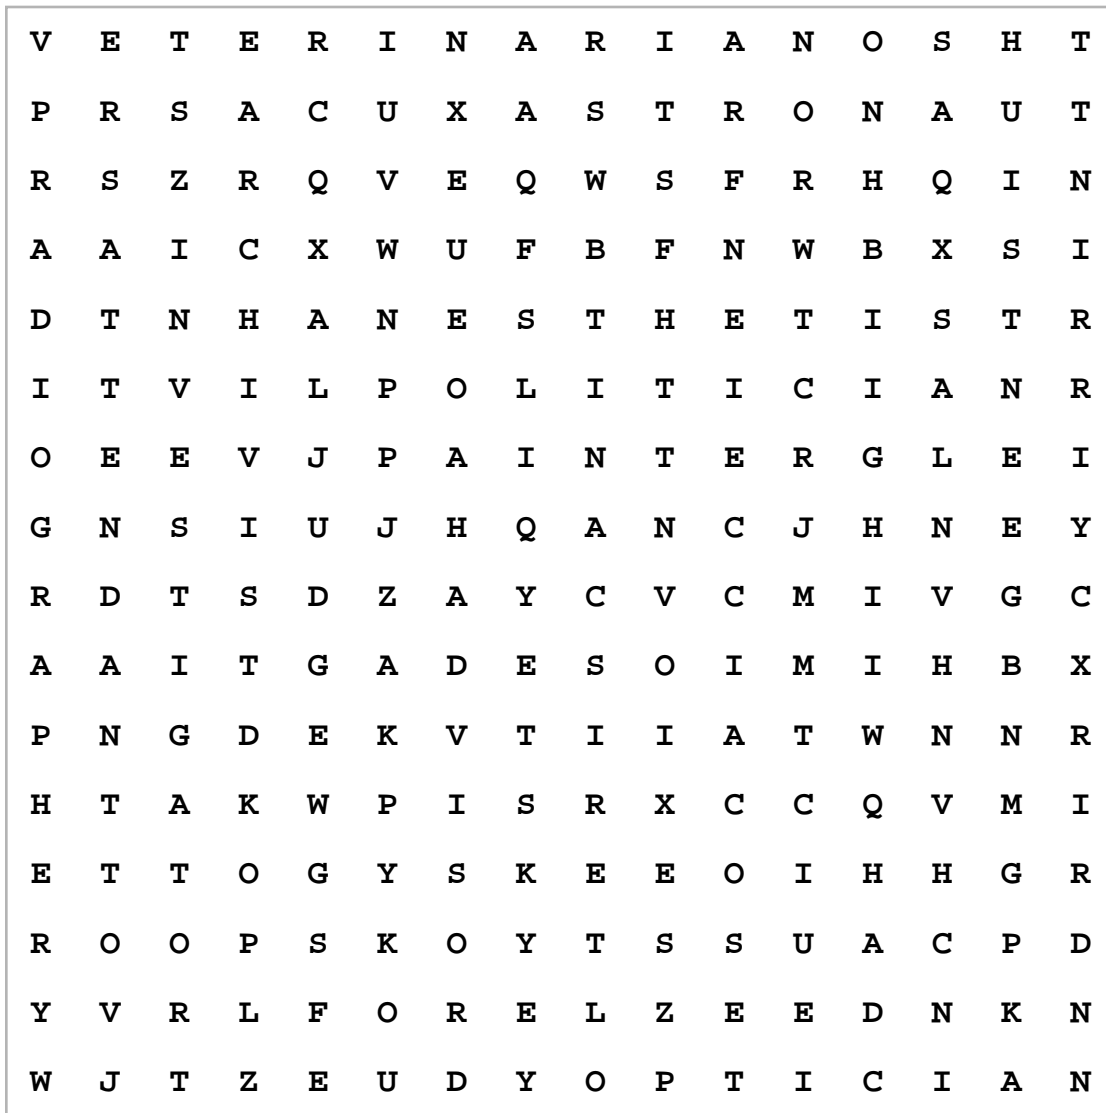 V E T E R I N A R I A N O S H T
P R S A C U X A S T R O N A U T
R S Z R Q V E Q W S F R H Q I N
A A I C X W U F B F N W B X S I
D T N H A N E S T H E T I S T R
I T V I L P O L I T I C I A N R
O E E V J P A I N T E R G L E I
G N S I U J H Q A N C J H N E Y
R D T S D Z A Y C V C M I V G C
A A I T G A D E S O I M I H B X
P N G D E K V T I I A T W N N R
H T A K W P I S R X C C Q V M I
E T T O G Y S K E E O I H H G R
R O O P S K O Y T S S U A C P D
Y V R L F O R E L Z E E D N K N
W J T Z E U D Y O P T I C I A N